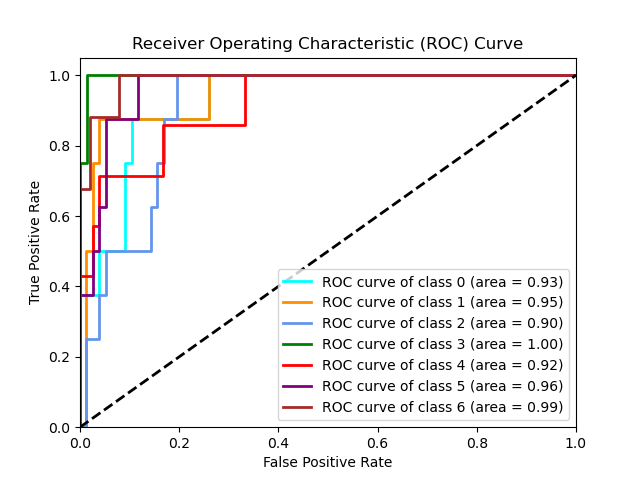 Receiver Operating Characteristic (ROC) Curve
True Positive Rate
1.0
0.8
0.6
0.4
0.2
0.0
ROC curve of class 0 (area = 0.93)
ROC curve of class 1 (area = 0.95)
ROC curve of class 2 (area = 0.90)
ROC curve of class 3 (area = 1.00)
ROC curve of class 4 (area = 0.92)
ROC curve of class 5 (area = 0.96)
ROC curve of class 6 (area = 0.99)
0.0 0.2 0.4 0.6 0.8 1.0
False Positive Rate